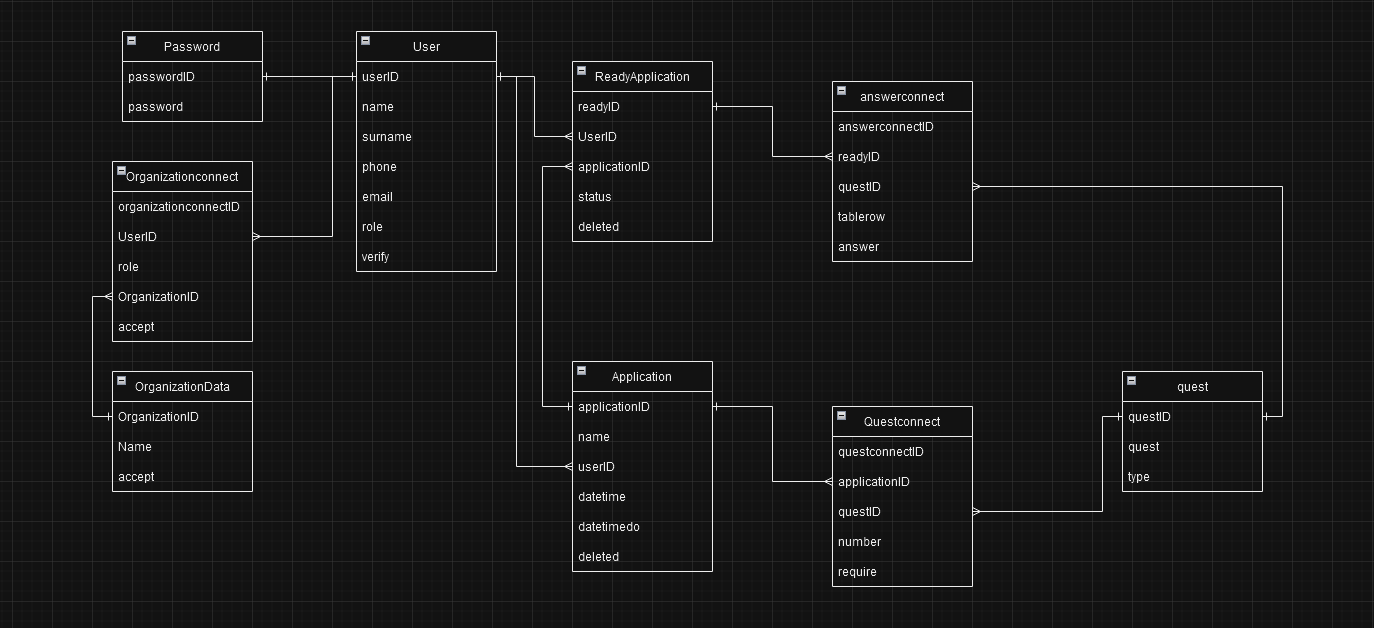 Password
passwordID
password
User
userID
name
surname
phone
email
role
verify
Organizationconnect
organizationconnectID
UserID
role
OrganizationID
accept
OrganizationData
OrganizationID
Name
accept
ReadyApplication
readyID
UserID
applicationID
status
deleted
answerconnect
answerconnectID
readyID
questID
tablerow
answer
Application
applicationID
name
userID
datetime
datetimedo
deleted
Questconnect
questconnectID
applicationID
questID
number
require
quest
questID
quest
type